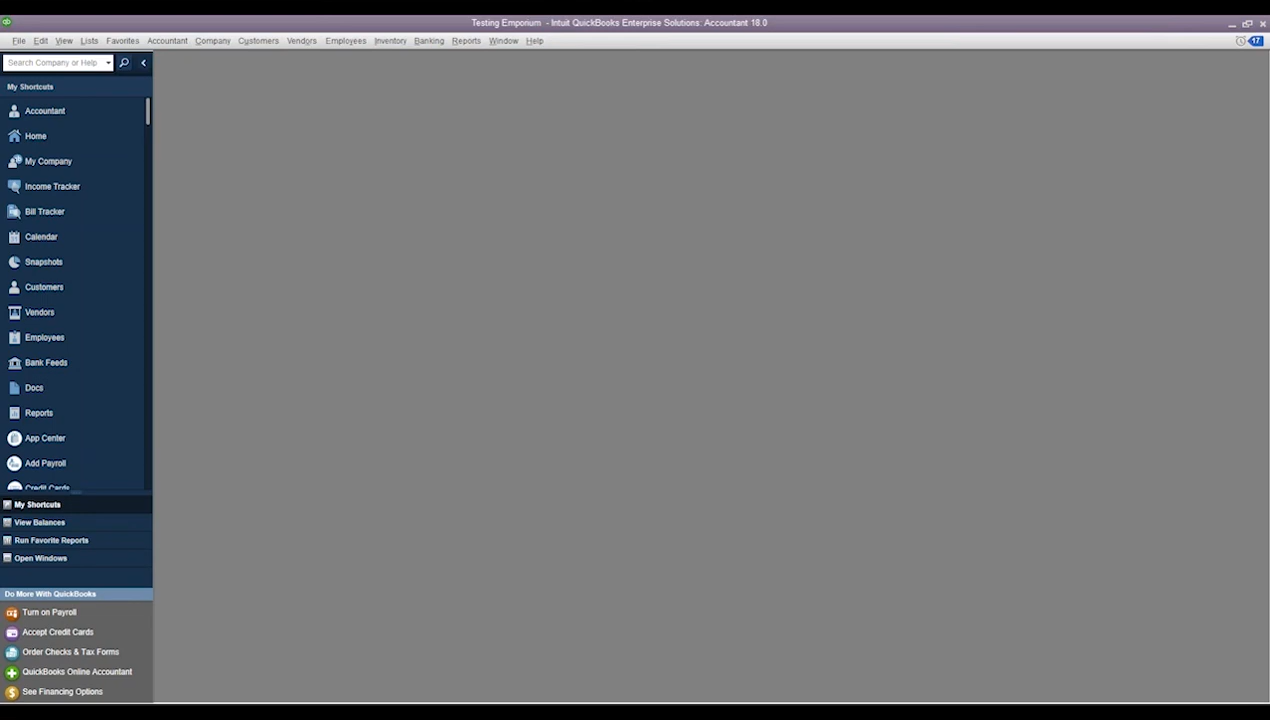 Testing Emporium - Intuit QuickBooks Enterprise Solutions: Accountant 18.0
File Edit View Lists Favorites Accountant Company Customers Vendors Employees Inventory Banking Reports Window Help
17
Search Company or Help
My Shortcuts
Accountant
Home
My Company
Income Tracker
Bill Tracker
Calendar
Snapshots
Customers
Vendors
Employees
Bank Feeds
Docs
Reports
App Center
Add Payroll
Credit Cards
My Shortcuts
View Balances
Run Favorite Reports
Open Windows
Do More With QuickBooks
Turn on Payroll
Accept Credit Cards
Order Checks & Tax Forms
QuickBooks Online Accountant
See Financing Options